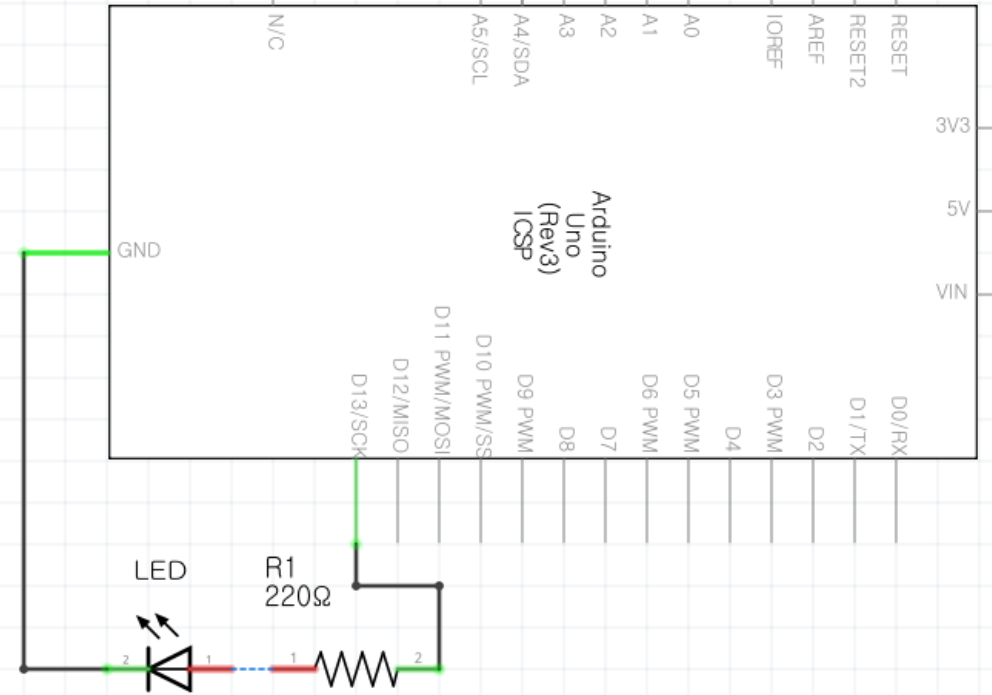 N/C
A5/SCL
A4/SDA
A3
A2
A1
A0
IOREF
AREF
RESET2
RESET
3V3
5V
VIN
GND
Arduino
Uno
(Rev3)
ICSP
D13/SCK
D12/MISO
D11 PWM/MOSI
D10 PWM/SS
D9 PWM
D8
D7
D6 PWM
D5 PWM
D4
D3 PWM
D2
D1/TX
D0/RX
LED
R1
220Ω
2
1
1
2